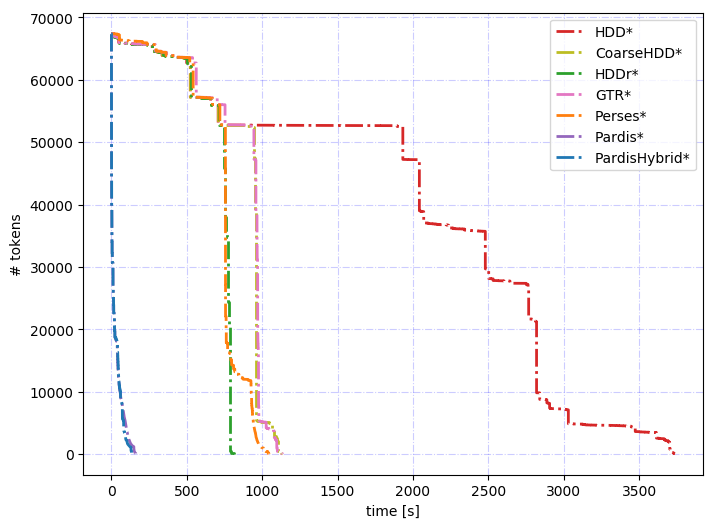 70000
60000
50000
40000
30000
20000
10000
0
# tokens
HDD*
CoarseHDD*
HDDr*
GTR*
Perses*
Pardis*
PardisHybrid*
0 500 1000 1500 2000 2500 3000 3500
time [s]